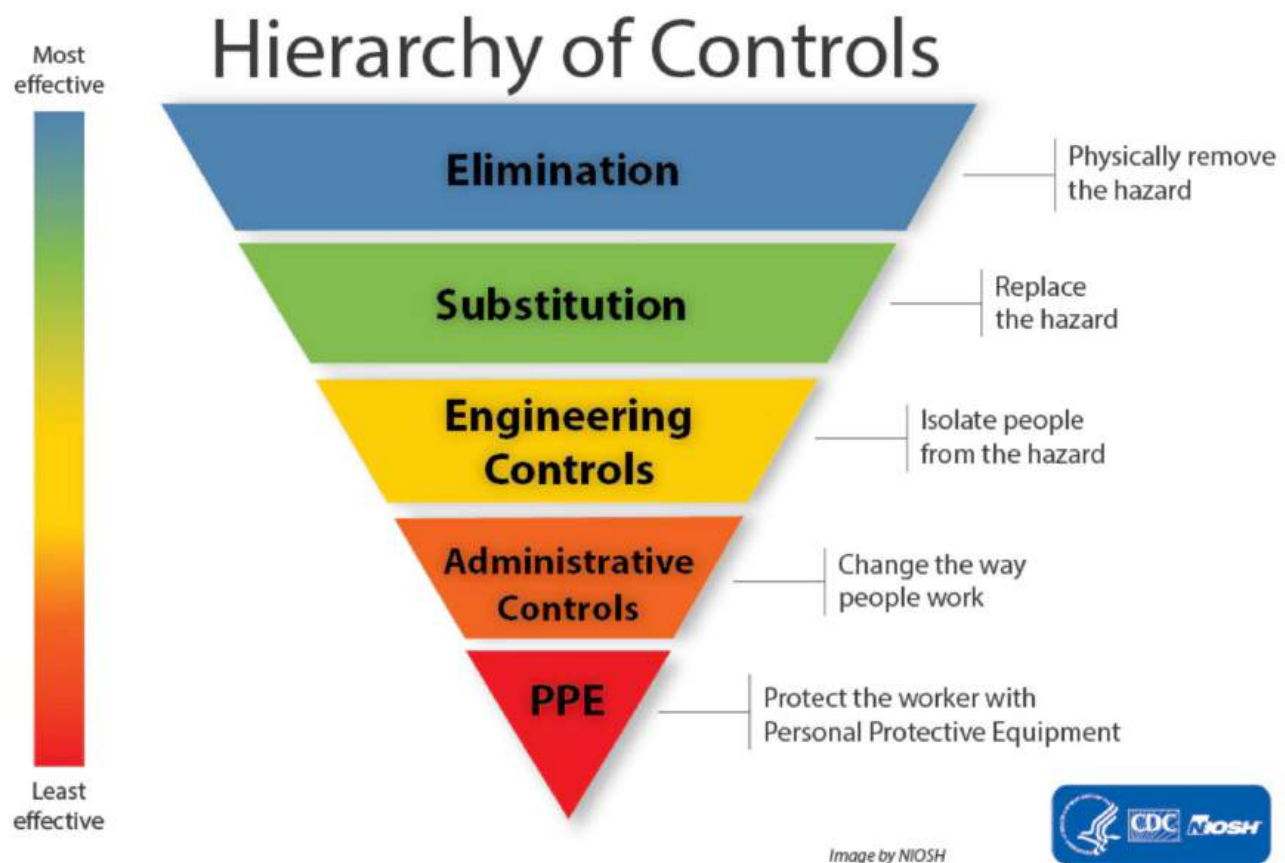 Hierarchy of Controls
Most
effective
Elimination
Physically remove
the hazard
Substitution
Replace
the hazard
Engineering
Controls
Isolate people
from the hazard
Administrative
Controls
Change the way
people work
PPE
Protect the worker with
Personal Protective Equipment
Least
effective
CDC NIOSH
Image by NIOSH